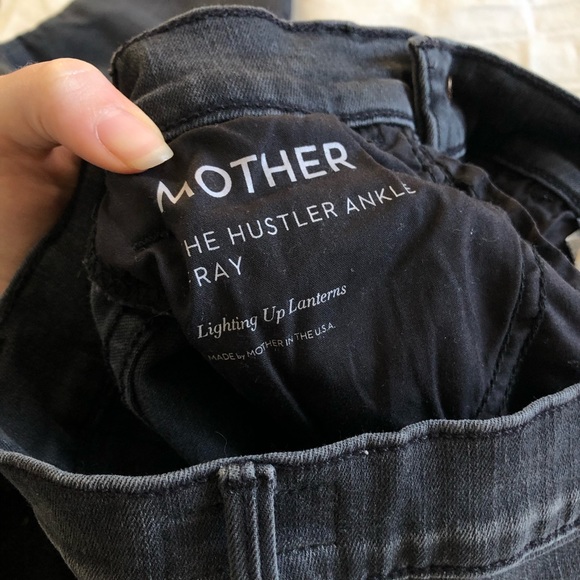 MOTHER
HE HUSTLER ANKLE
RAY
Lighting Up Lanterns
MADE by MOTHER IN THE U.S.A.